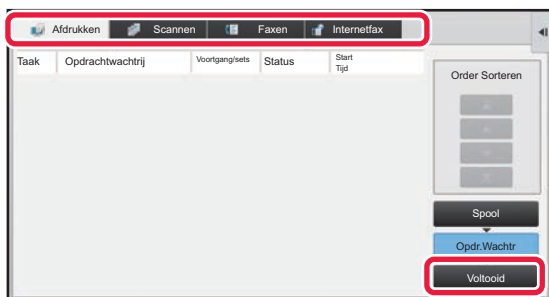 Afdrukken Scannen Faxen Internetfax
Taak Opdrachtwachtrij Voortgang/sets Status Start
Tijd
Order Sorteren
Spool
Opdr.Wachtr
Voltooid